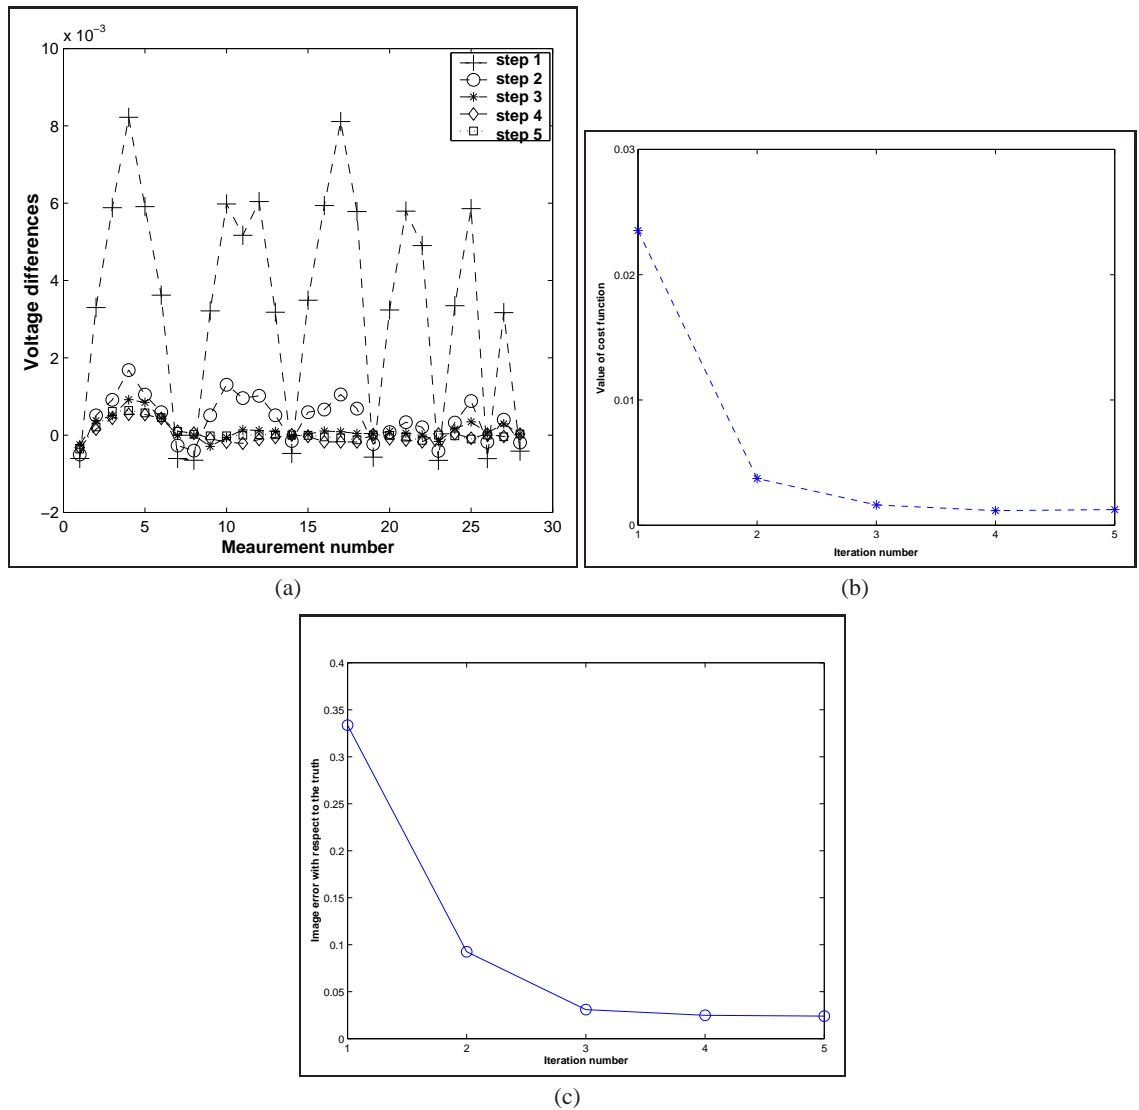 x 10⁻³
10
8
6
4
2
0
−2
0 5 10 15 20 25 30
Voltage differences
Meaurement number
step 1
step 2
step 3
step 4
step 5
(a)
0.03
0.02
0.01
0
1 2 3 4 5
Value of cost function
Iteration number
(b)
0.4
0.35
0.3
0.25
0.2
0.15
0.1
0.05
0
1 2 3 4 5
Image error with respect to the truth
Iteration number
(c)